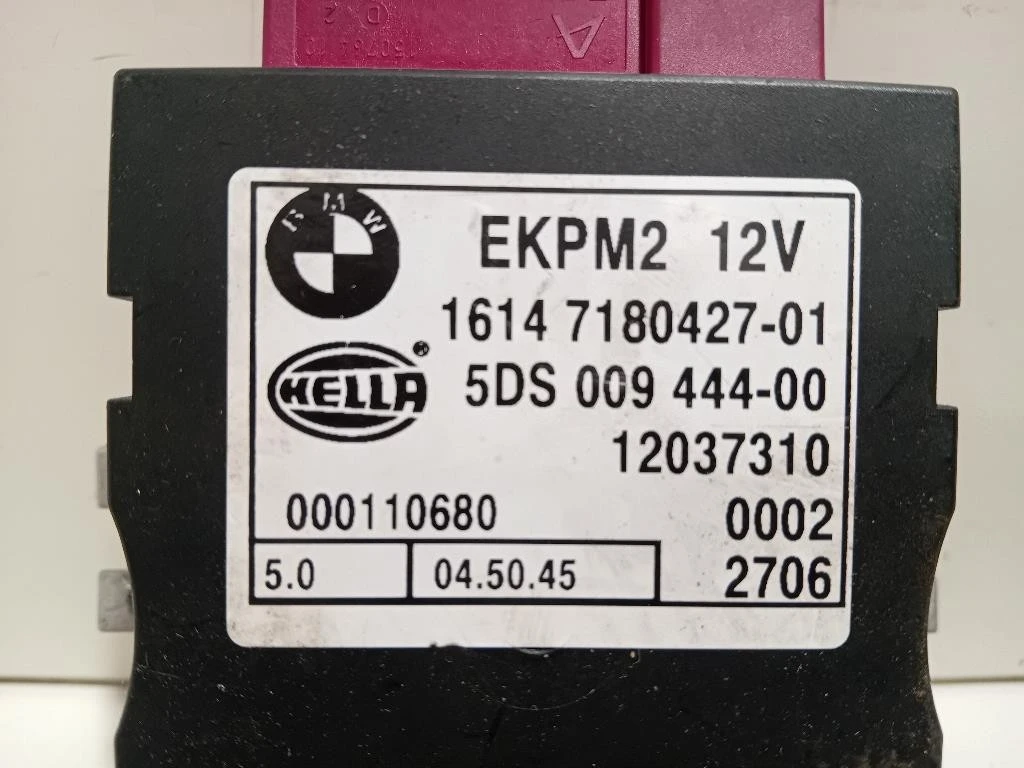 A
D 2
BMW
EKPM2 12V
1614 7180427-01
HELLA ®
5DS 009 444-00
12037310
000110680 0002
5.0 04.50.45 2706